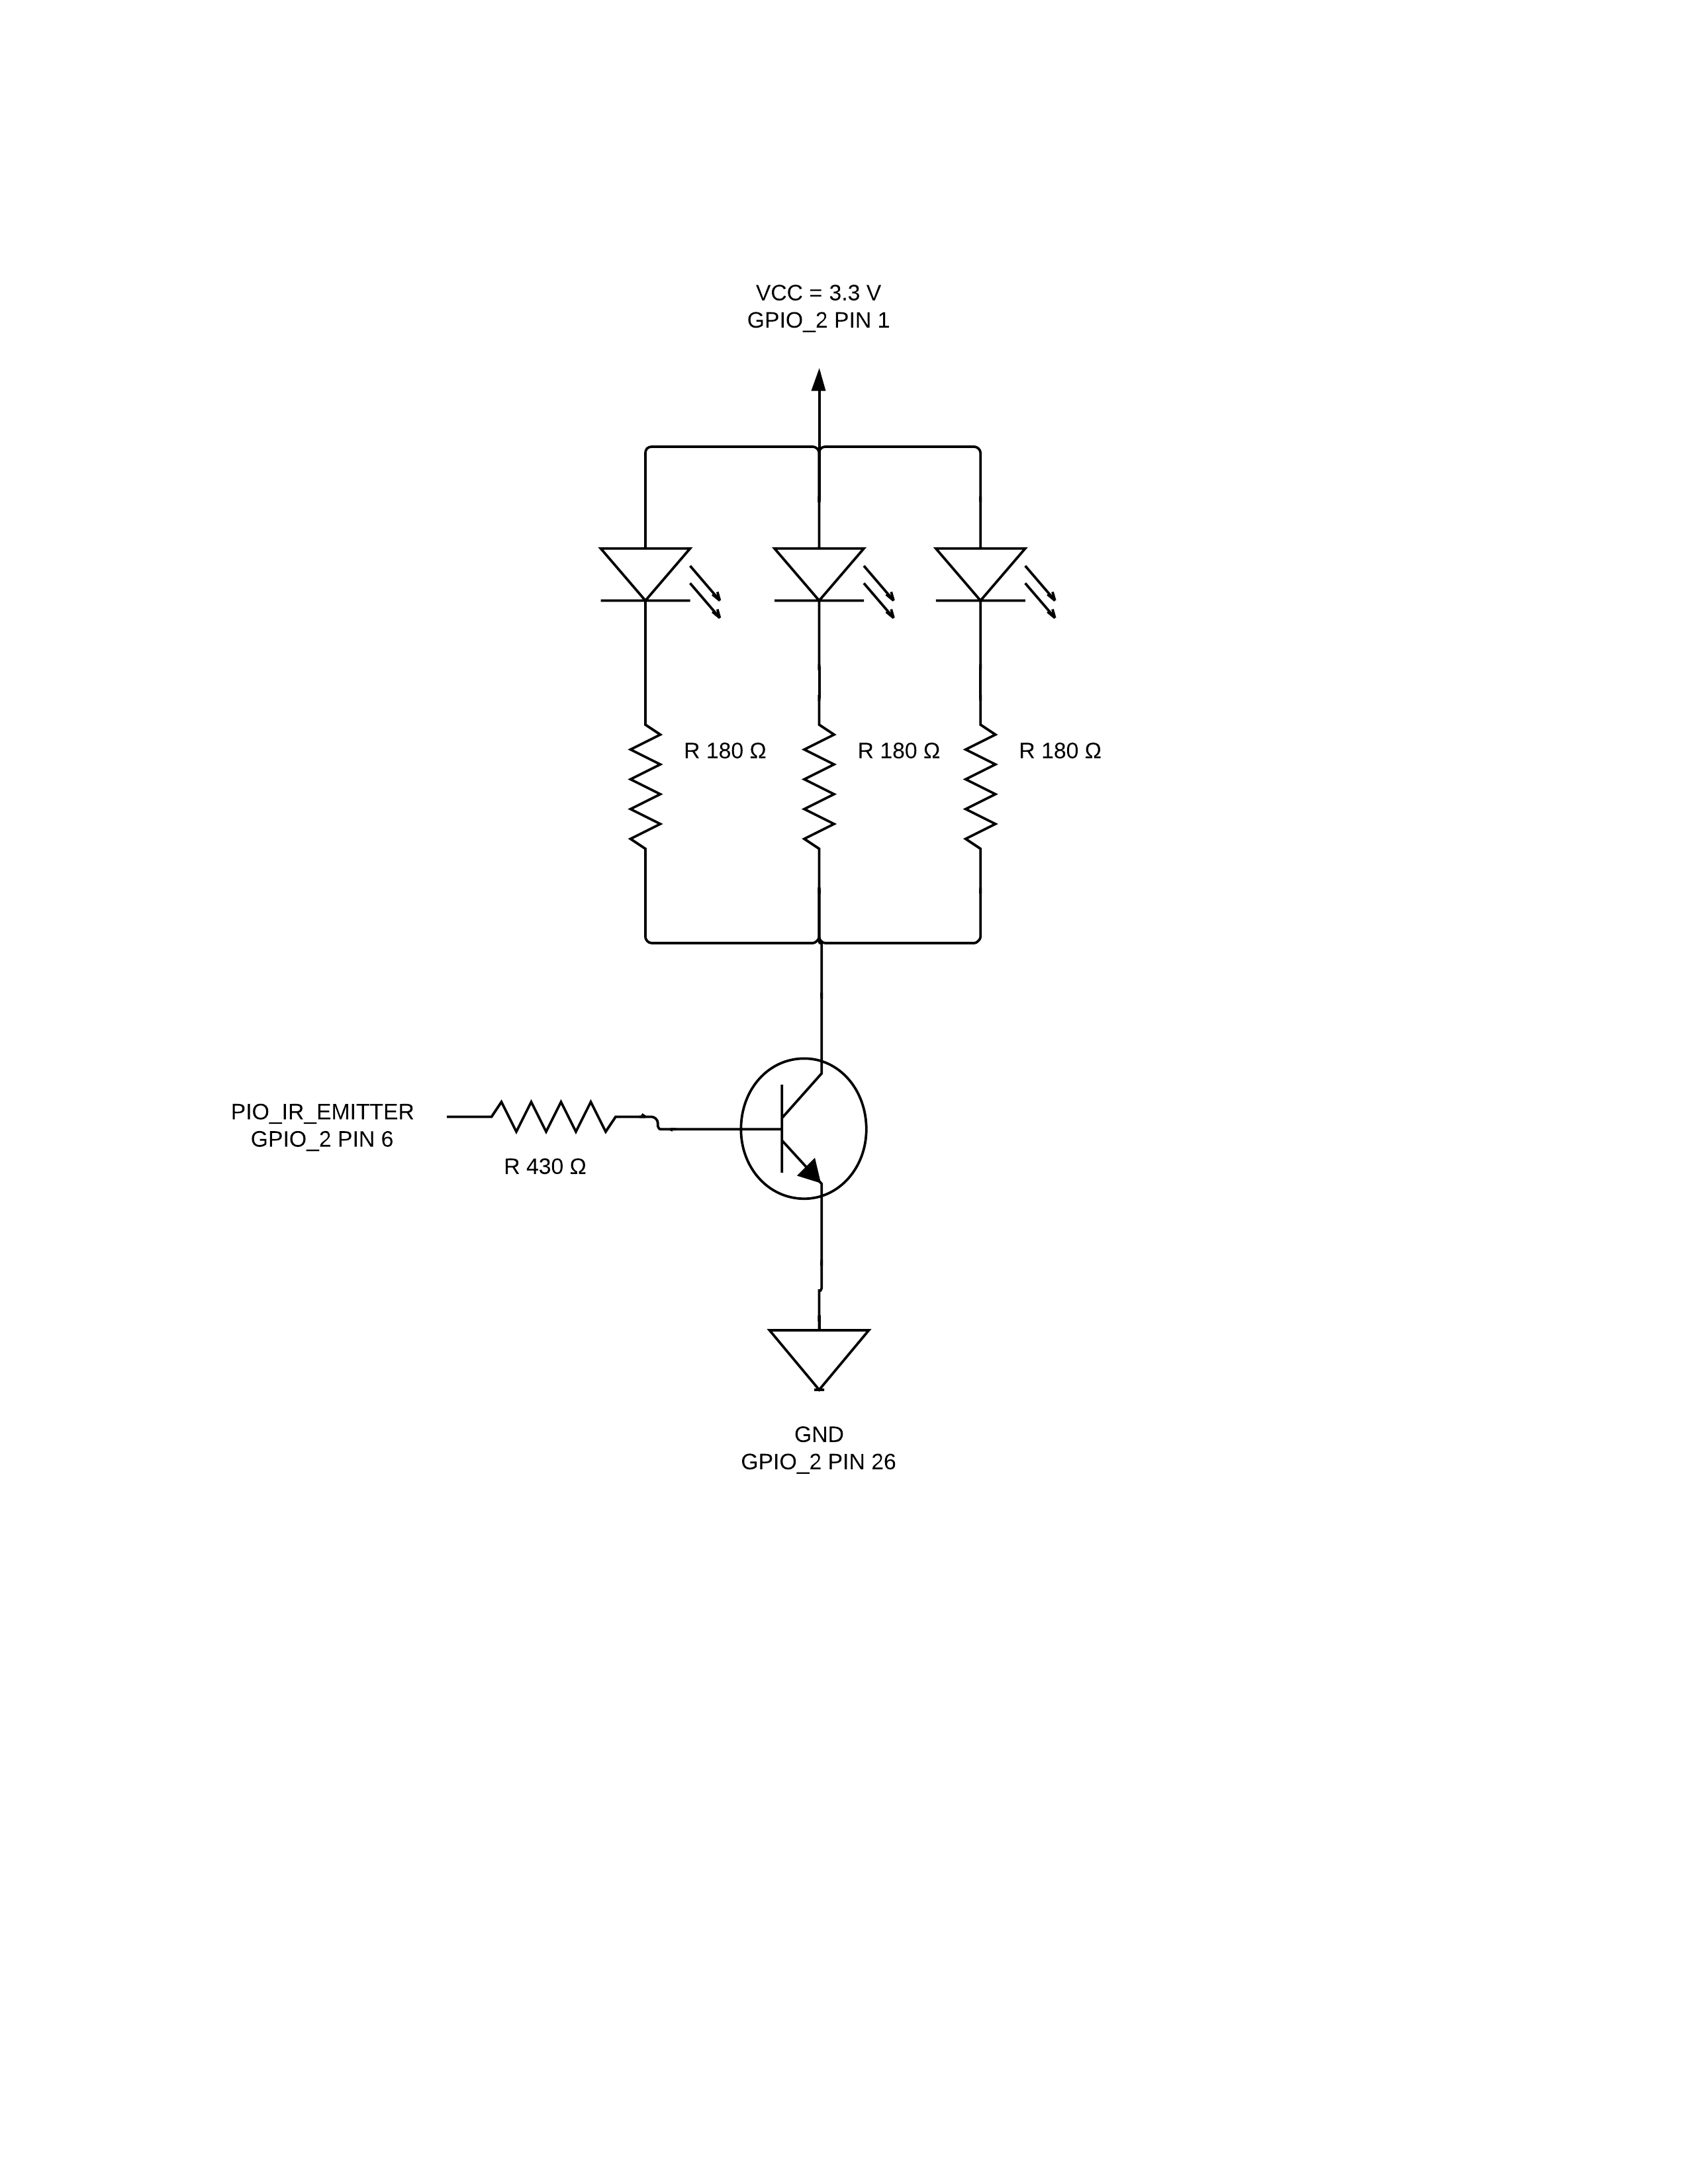 VCC = 3.3 V
GPIO_2 PIN 1
R 180 Ω
R 180 Ω
R 180 Ω
PIO_IR_EMITTER
GPIO_2 PIN 6
R 430 Ω
GND
GPIO_2 PIN 26